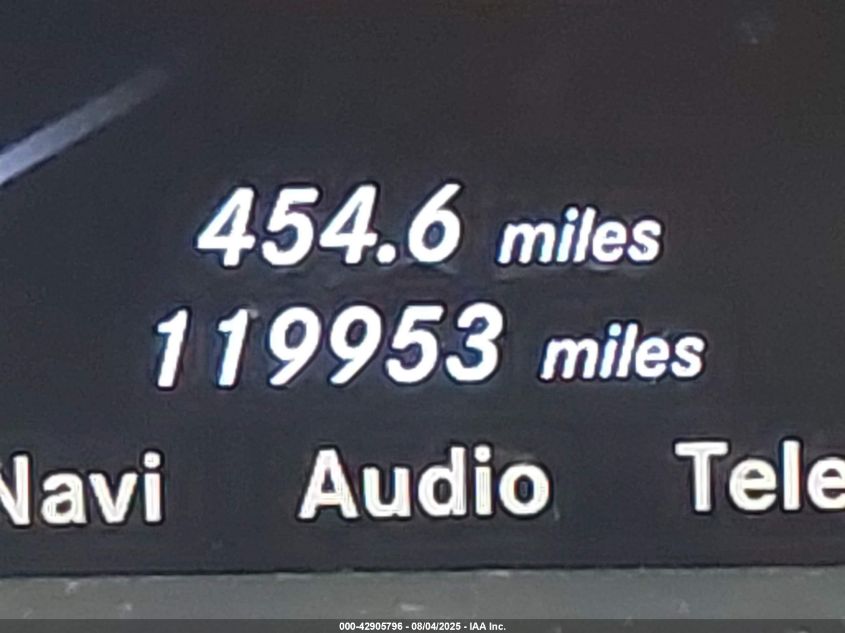 454.6 miles
119953 miles
Navi Audio Tele
000-42905796 - 08/04/2025 - IAA Inc.